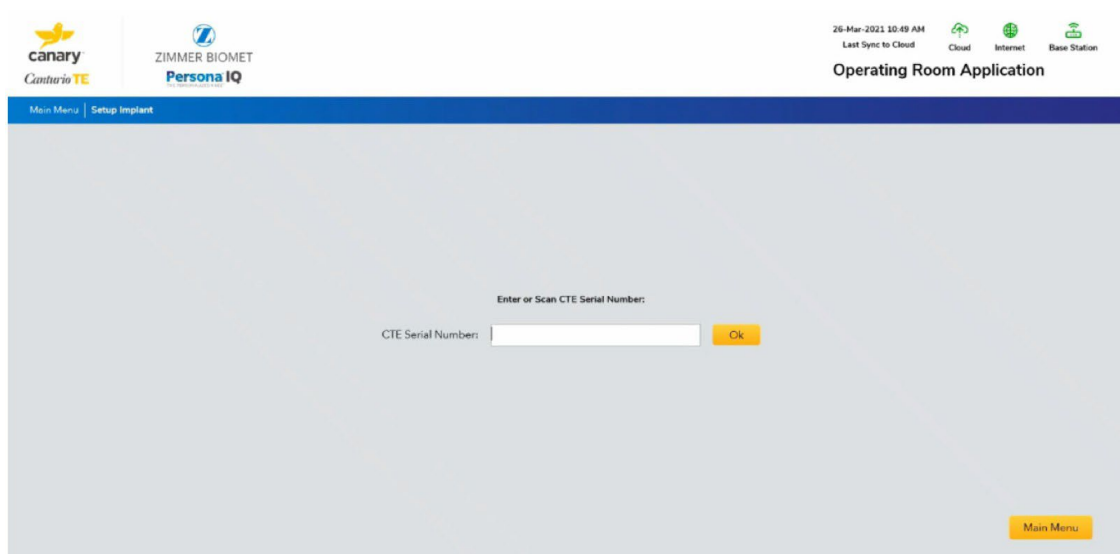 canary
Canturio TE
ZIMMER BIOMET
Persona IQ
26-Mar-2021 10:49 AM
Last Sync to Cloud
Cloud
Internet
Base Station
Operating Room Application
Main Menu | Setup Implant
Enter or Scan CTE Serial Number:
CTE Serial Number:
Ok
Main Menu